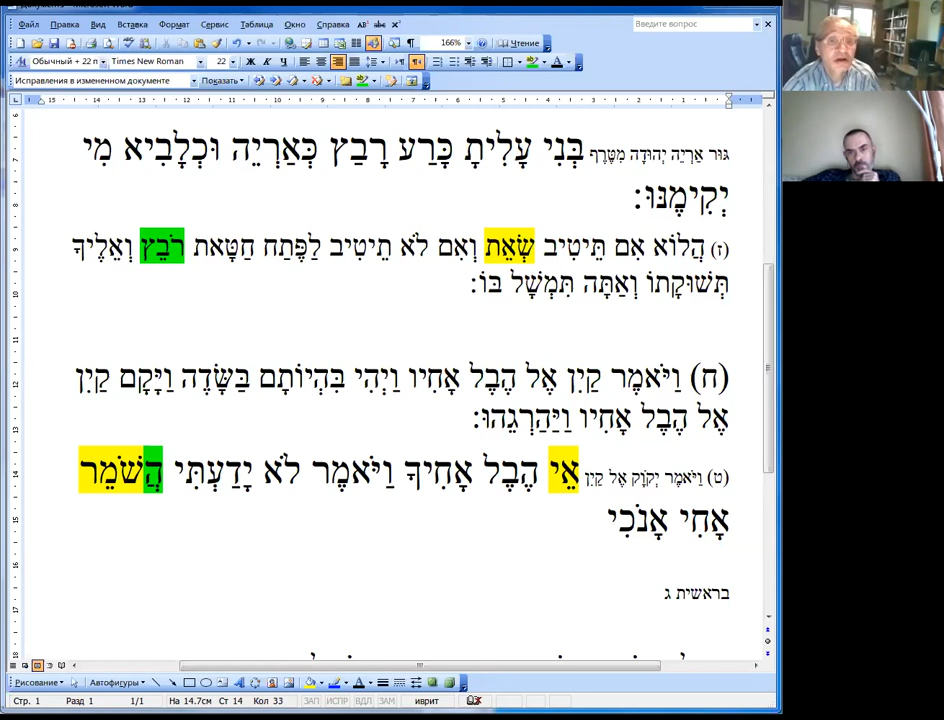 Файл Правка Вид Вставка Формат Сервис Таблица Окно Справка
Введите вопрос
166% Чтение
Обычный + 22 п Times New Roman 22 Ж К Ч
Исправления в измененном документе Показать
גּוּר אַרְיֵה יְהוּדָה מִטֶּרֶף בְּנִי עָלִיתָ כָּרַע רָבַץ כְּאַרְיֵה וּכְלָבִיא מִי
יְקִימֶנּוּ:
(ז) הֲלוֹא אִם תֵּיטִיב שְׂאֵת וְאִם לֹא תֵיטִיב לַפֶּתַח חַטָּאת רֹבֵץ וְאֵלֶיךָ
תְּשׁוּקָתוֹ וְאַתָּה תִּמְשָׁל בּוֹ:
(ח) וַיֹּאמֶר קַיִן אֶל הֶבֶל אָחִיו וַיְהִי בִּהְיוֹתָם בַּשָּׂדֶה וַיָּקָם קַיִן
אֶל הֶבֶל אָחִיו וַיַּהַרְגֵהוּ:
(ט) וַיֹּאמֶר יְקֹוָק אֶל קַיִן אֵי הֶבֶל אָחִיךָ וַיֹּאמֶר לֹא יָדַעְתִּי הֲשֹׁמֵר
אָחִי אָנֹכִי
בראשית ג
Рисование Автофигуры
Стр. 1 Разд 1 1/1 На 14.7см Ст 14 Кол 33 ЗАП ИСПР ВДЛ ЗАМ иврит